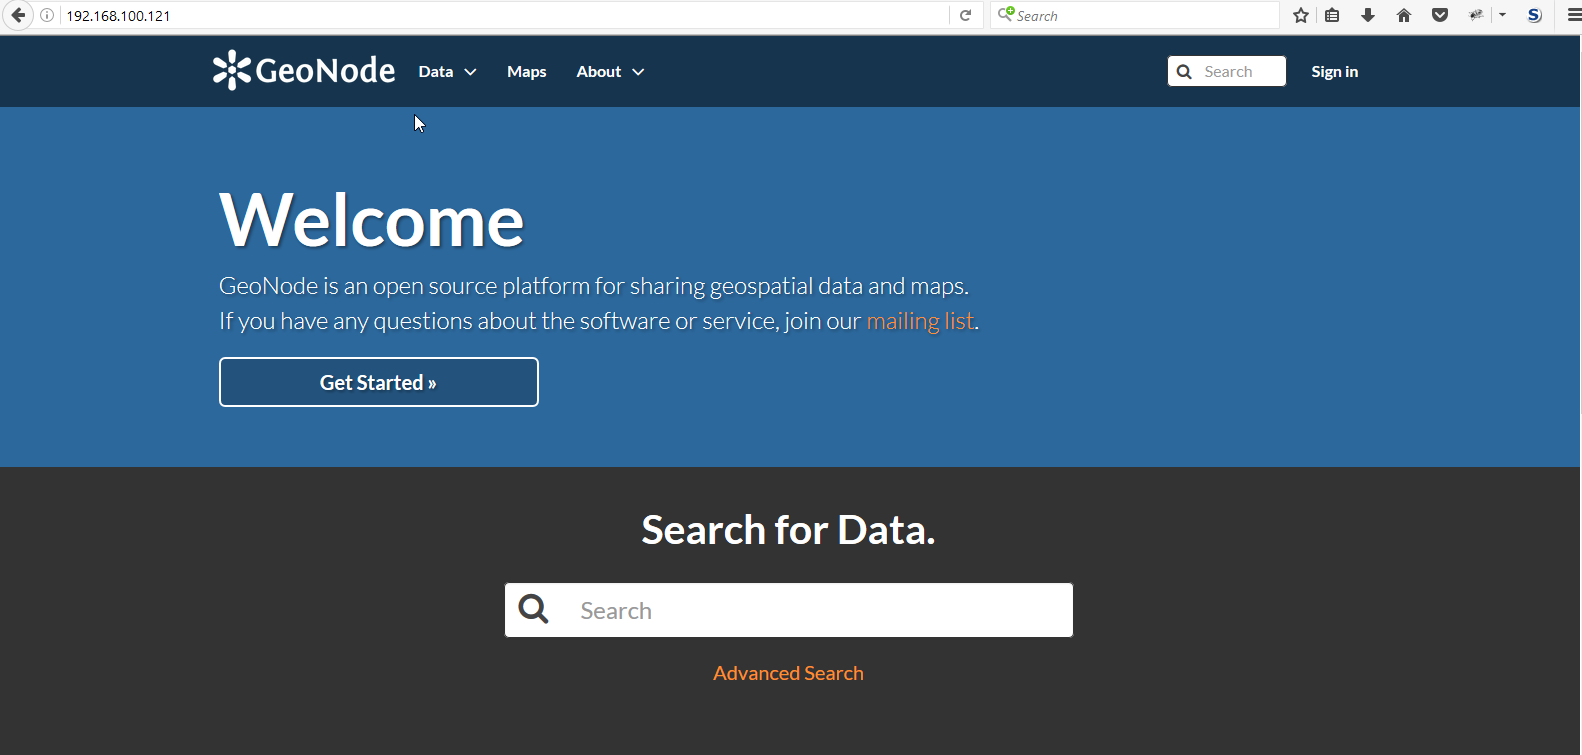 192.168.100.121
Search
GeoNode
Data
Maps
About
Search
Sign in
Welcome
GeoNode is an open source platform for sharing geospatial data and maps.
If you have any questions about the software or service, join our mailing list.
Get Started »
Search for Data.
Search
Advanced Search